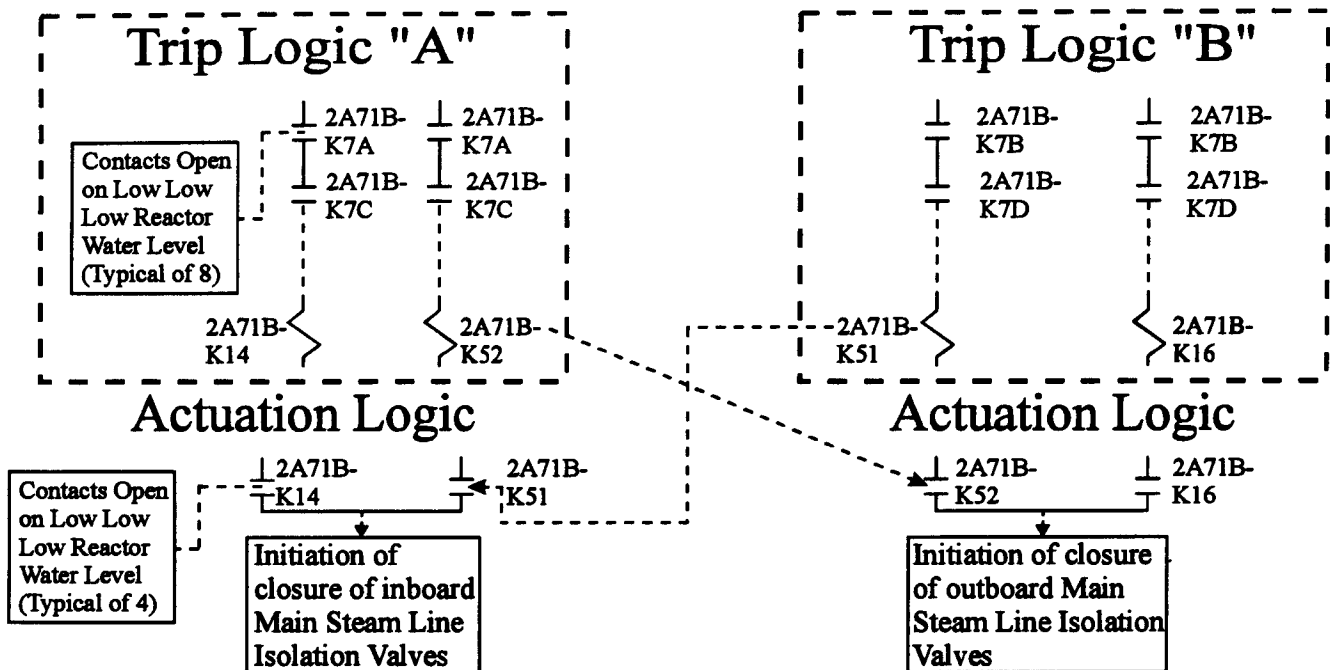 Trip Logic "A"
Trip Logic "B"
2A71B-
K7A
2A71B-
K7A
2A71B-
K7B
2A71B-
K7B
Contacts Open
on Low Low
Low Reactor
Water Level
(Typical of 8)
2A71B-
K7C
2A71B-
K7C
2A71B-
K7D
2A71B-
K7D
2A71B-
K14
2A71B-
K52
2A71B-
K51
2A71B-
K16
Actuation Logic
Actuation Logic
Contacts Open
on Low Low
Low Reactor
Water Level
(Typical of 4)
2A71B-
K14
2A71B-
K51
2A71B-
K52
2A71B-
K16
Initiation of
closure of inboard
Main Steam Line
Isolation Valves
Initiation of closure
of outboard Main
Steam Line Isolation
Valves